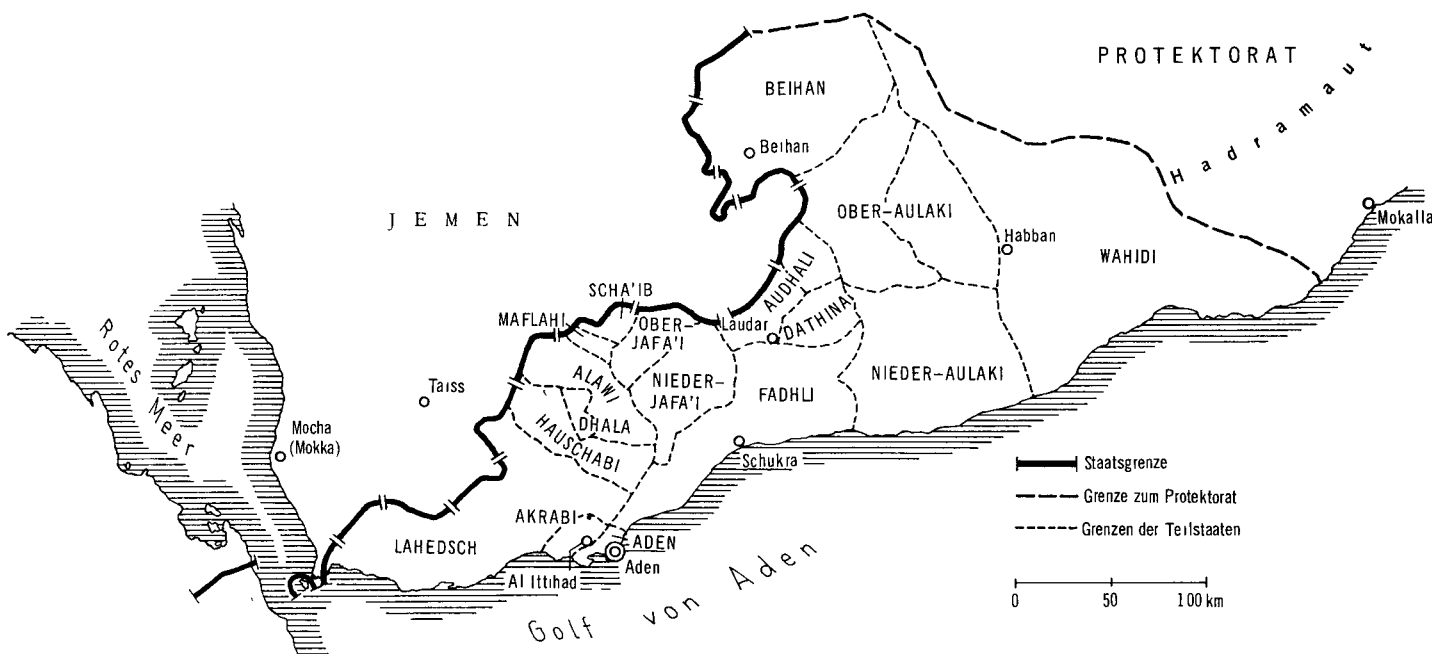 PROTEKTORAT
Hadramaut
BEIHAN
Beihan
JEMEN
OBER-AULAKI
Mokalla
Habban
WAHIDI
AUDHALI
SCHA'IB
MAFLAHI
OBER-
JAFA'I
Laudar
DATHINA
Rotes
Meer
Taiss
ALAWI
NIEDER-
JAFA'I
FADHLI
NIEDER-AULAKI
DHALA
HAUSCHABI
Mocha
(Mokka)
Schukra
Staatsgrenze
Grenze zum Protektorat
Grenzen der Teilstaaten
AKRABI
LAHEDSCH
ADEN
Aden
Al Ittihad
Golf von Aden
0 50 100 km